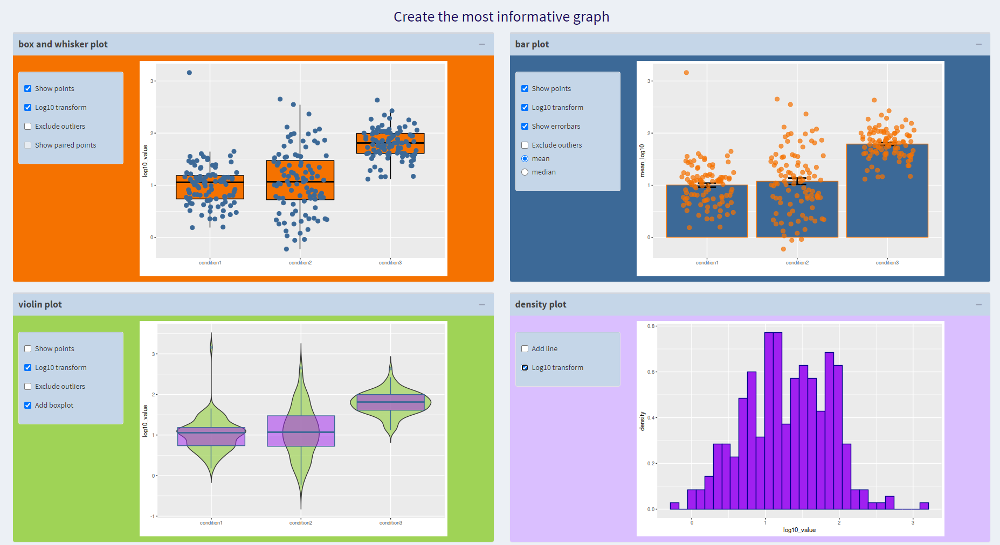 Create the most informative graph
box and whisker plot
Show points
Log10 transform
Exclude outliers
Show paired points
log10_value
3
2
1
0
condition1 condition2 condition3
bar plot
Show points
Log10 transform
Show errorbars
Exclude outliers
mean
median
mean_log10
3
2
1
0
condition1 condition2 condition3
violin plot
Show points
Log10 transform
Exclude outliers
Add boxplot
log10_value
3
2
1
0
-1
condition1 condition2 condition3
density plot
Add line
Log10 transform
density
0.8
0.6
0.4
0.2
0.0
0 1 2 3
log10_value